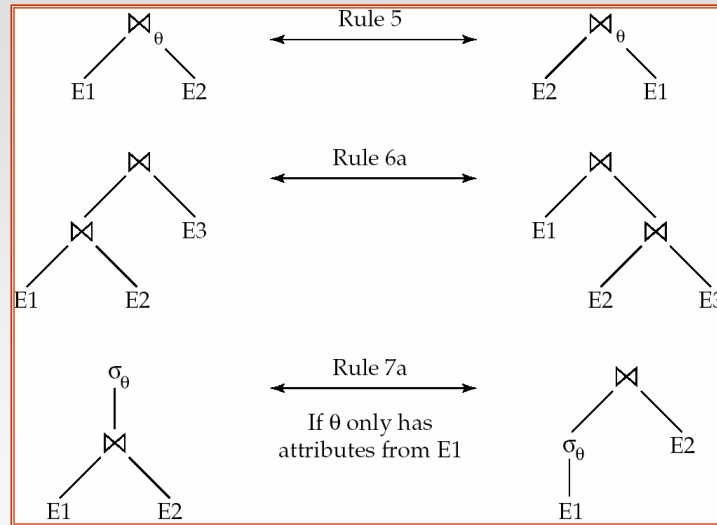 ⋈θ Rule 5 ⋈θ
E1 E2 E2 E1
⋈ Rule 6a ⋈
⋈ E3 E1 ⋈
E1 E2 E2 E3
σθ Rule 7a ⋈
If θ only has
attributes from E1
⋈ σθ E2
E1 E2 E1